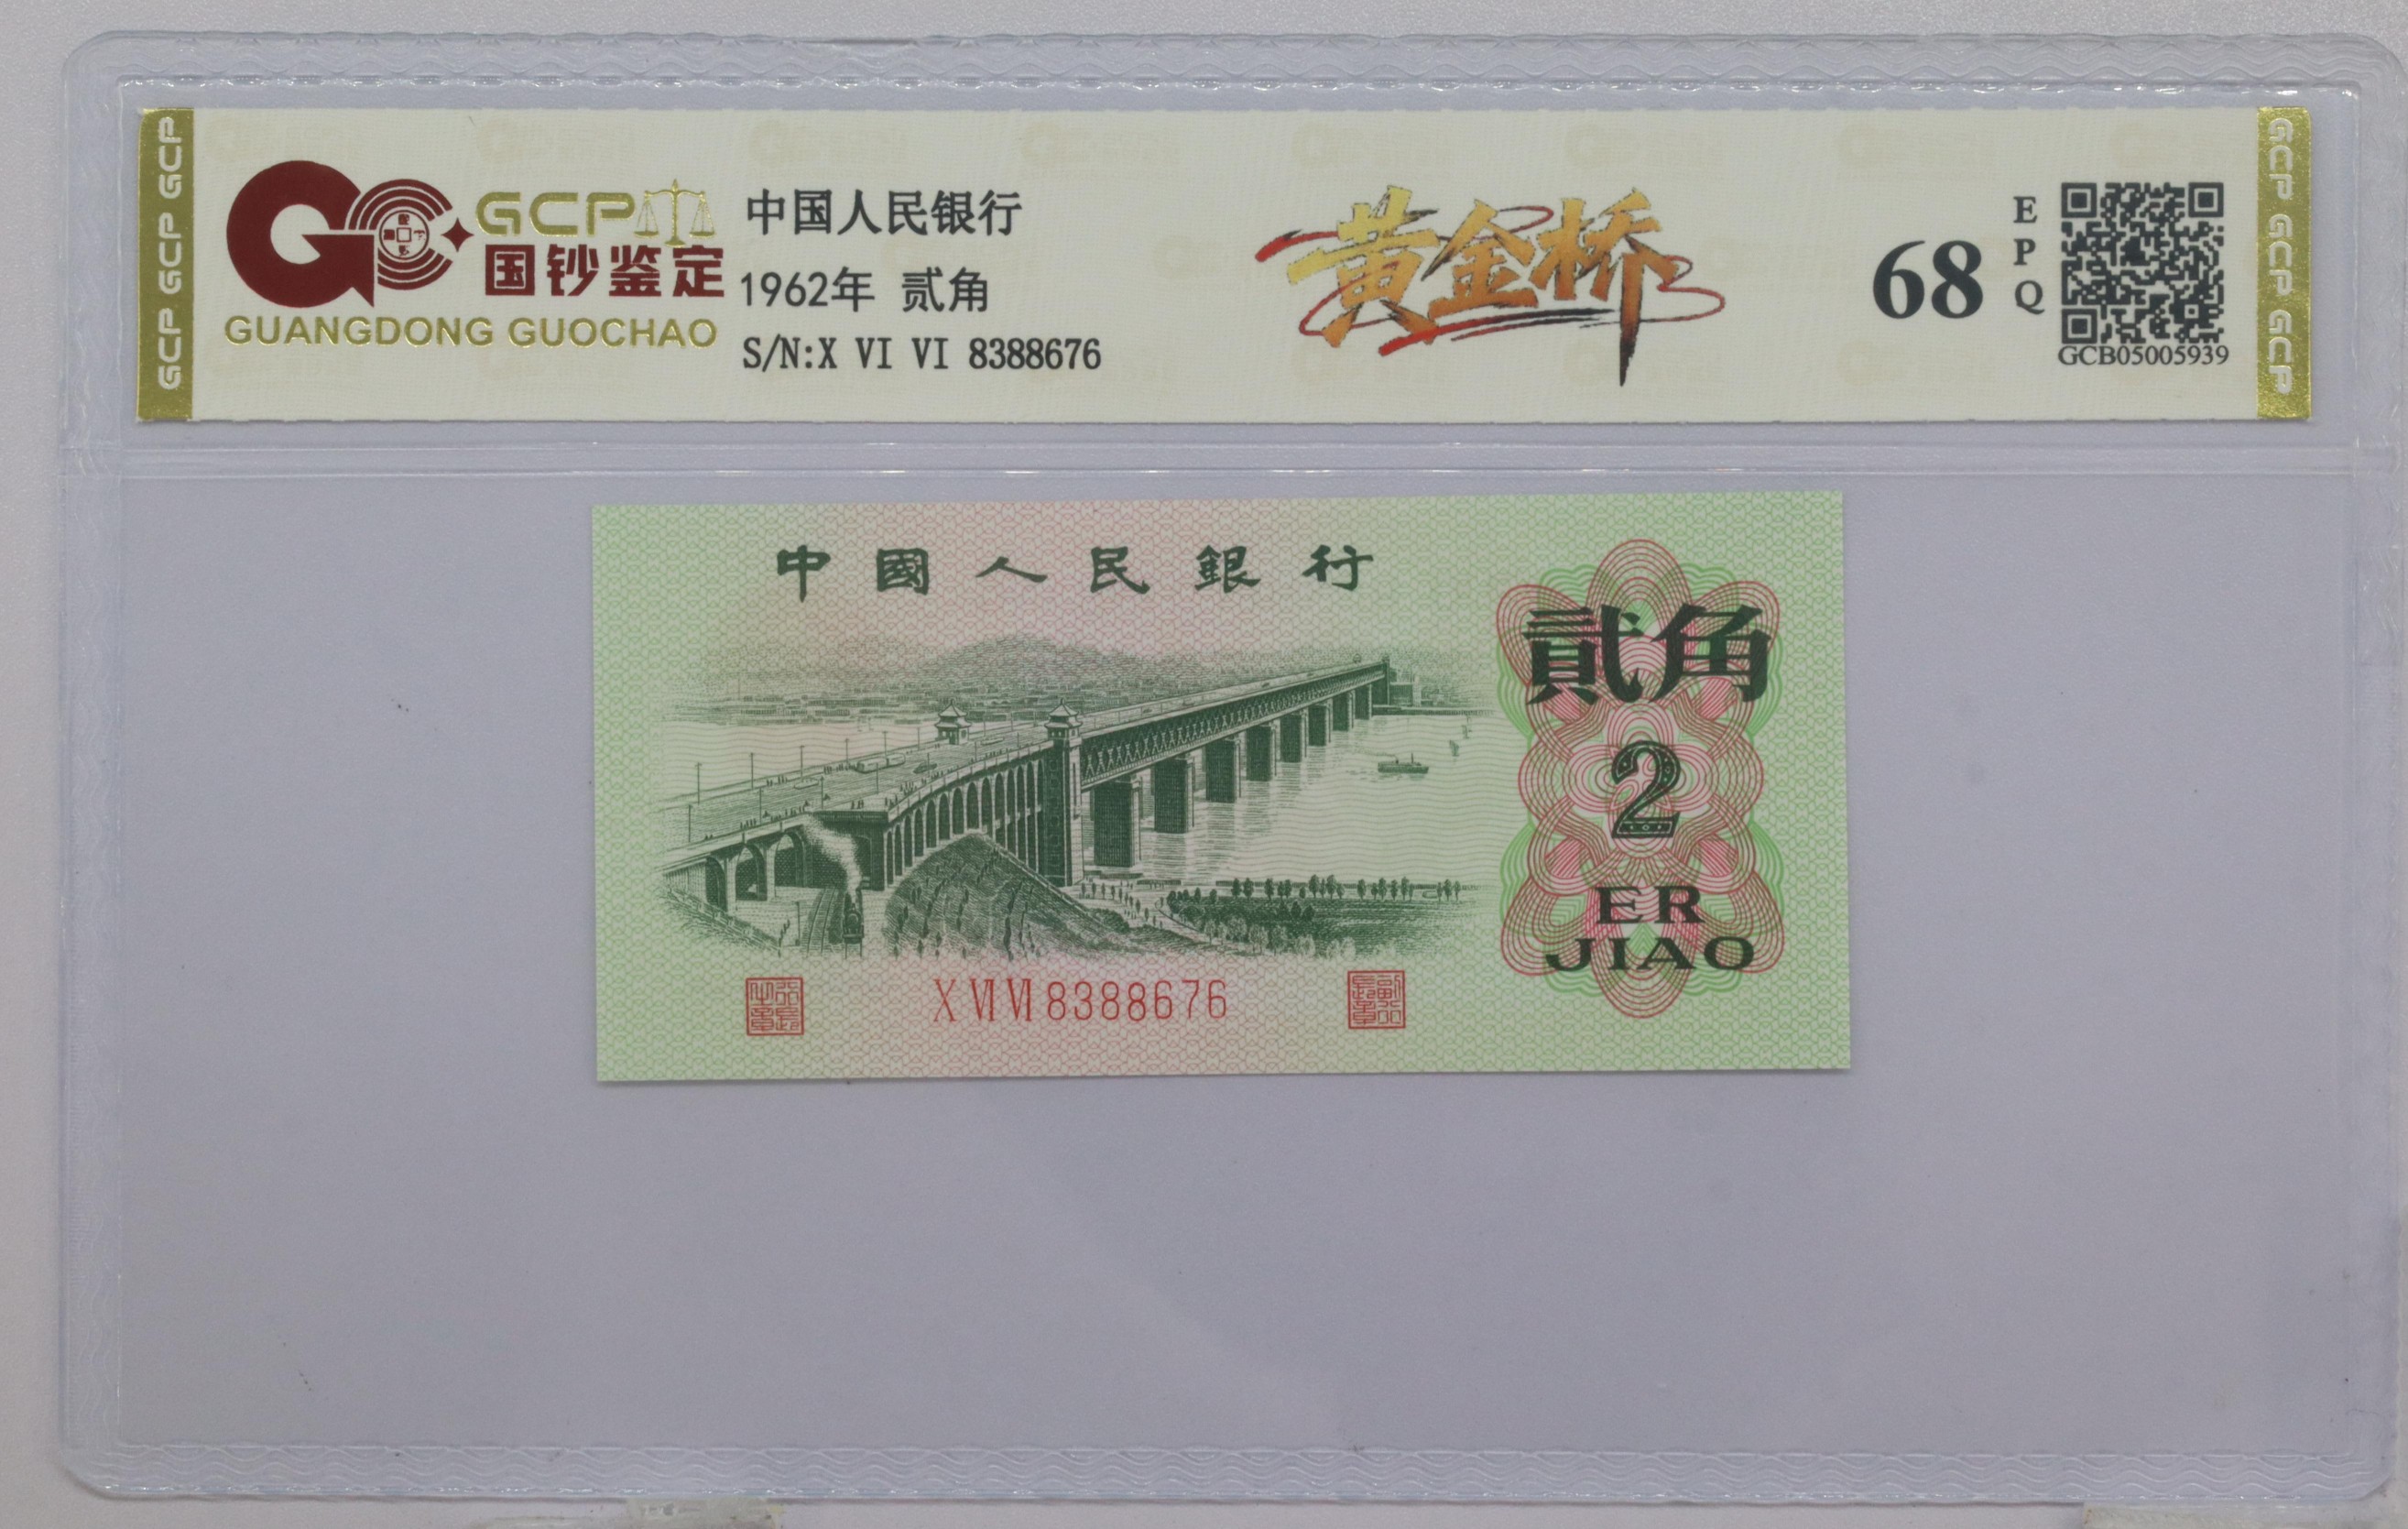 GCP GCP GCP
GCP
国钞鉴定
GUANGDONG GUOCHAO
中国人民银行
1962年 贰角
S/N:X VI VI 8388676
黄金桥
68
EPQ
GCB05005939
GCP GCP GCP
中國人民銀行
貳角
2
ER
JIAO
X VI VI 8388676